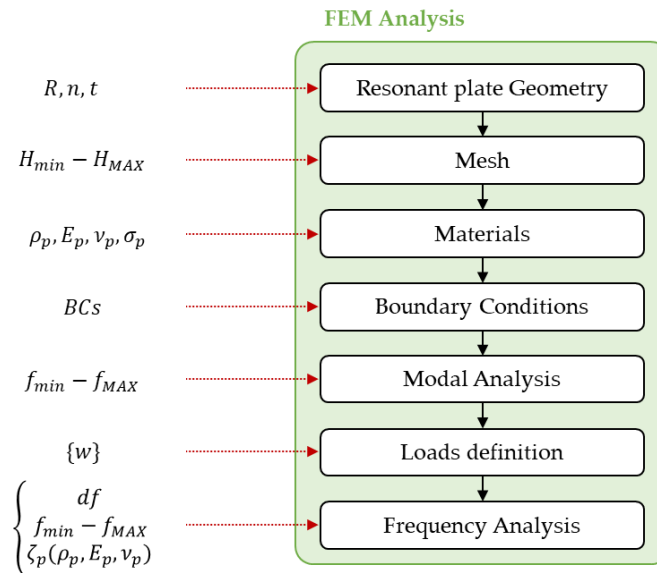 FEM Analysis
R, n, t
Resonant plate Geometry
H_min − H_MAX
Mesh
ρ_p, E_p, ν_p, σ_p
Materials
BCs
Boundary Conditions
f_min − f_MAX
Modal Analysis
{w}
Loads definition
df
f_min − f_MAX
ζ_p(ρ_p, E_p, ν_p)
Frequency Analysis